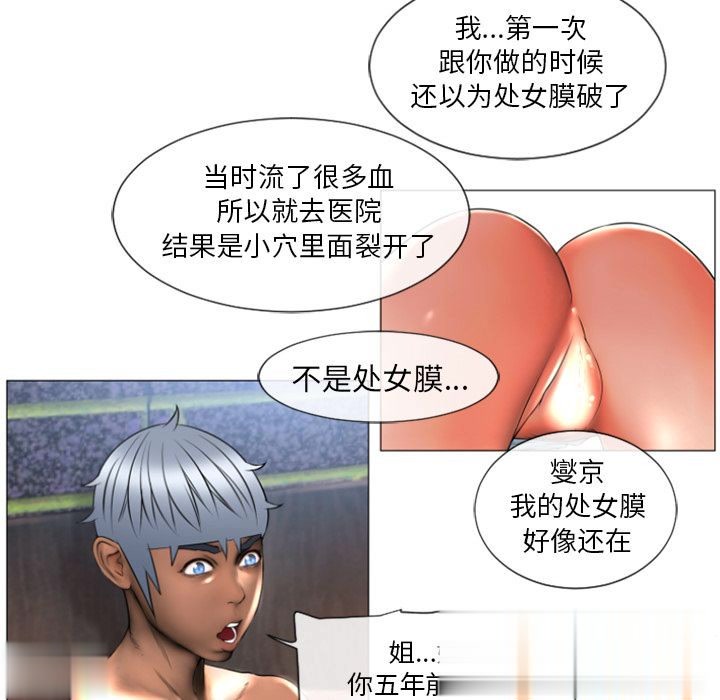 我...第一次
跟你做的时候
还以为处女膜破了
当时流了很多血
所以就去医院
结果是小穴里面裂开了
不是处女膜...
燮京
我的处女膜
好像还在
姐...
你五年前